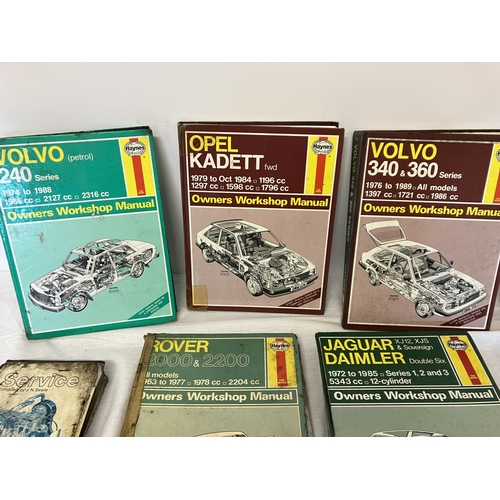 VOLVO (petrol)
240 Series
1974 to 1988
1986 cc □ 2127 cc □ 2316 cc
Owners Workshop Manual
Haynes
OPEL
KADETT fwd
1979 to Oct 1984 □ 1196 cc
1297 cc □ 1598 cc □ 1796 cc
Owners Workshop Manual
Haynes
VOLVO
340 & 360 Series
1976 to 1989 □ All models
1397 cc □ 1721 cc □ 1986 cc
Owners Workshop Manual
Haynes
Service
ROVER
2000 & 2200
All models
1963 to 1977 □ 1978 cc □ 2204 cc
Owners Workshop Manual
Haynes
JAGUAR XJ12, XJS
& Sovereign
DAIMLER Double Six
1972 to 1985 □ Series 1, 2 and 3
5343 cc □ 12-cylinder
Owners Workshop Manual
Haynes